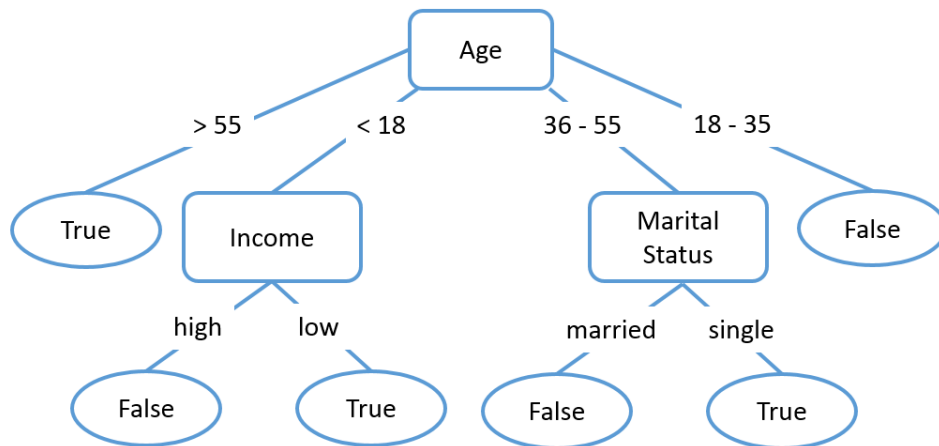 Age
> 55
< 18
36 - 55
18 - 35
True
Income
Marital
Status
False
high
low
married
single
False
True
False
True